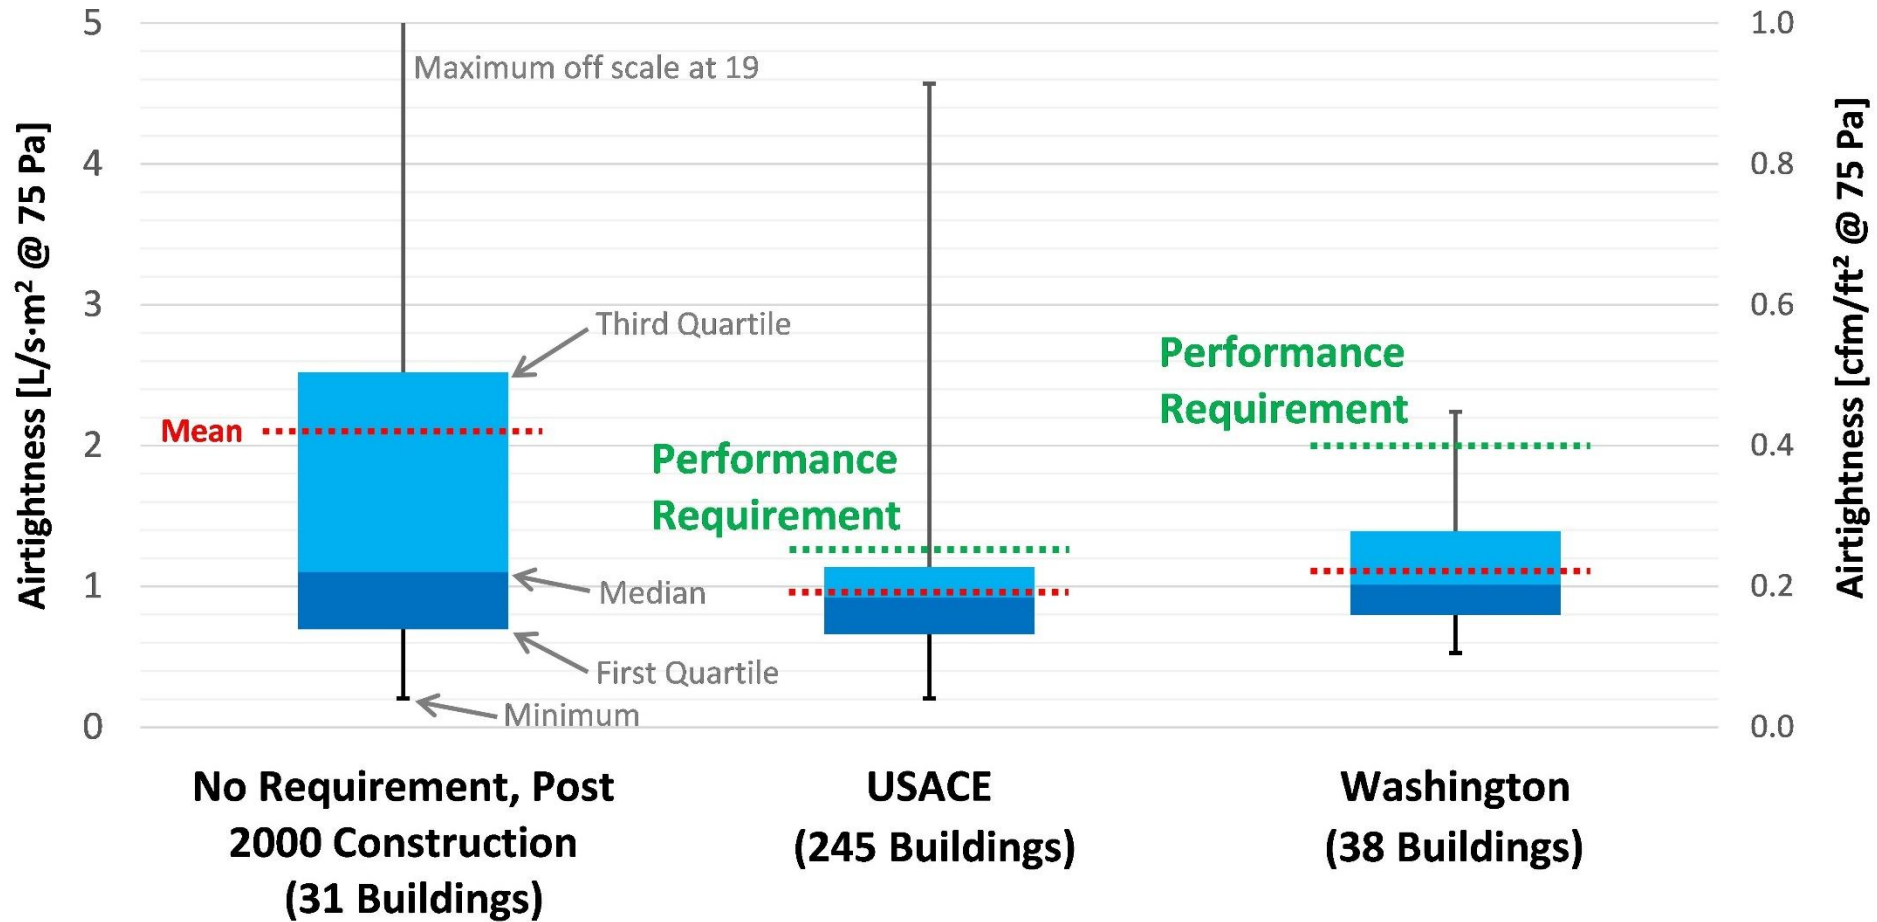 5
4
3
2
1
0
Airtightness [L/s·m² @ 75 Pa]
Maximum off scale at 19
Third Quartile
Mean
Median
First Quartile
Minimum
Performance
Requirement
Performance
Requirement
1.0
0.8
0.6
0.4
0.2
0.0
Airtightness [cfm/ft² @ 75 Pa]
No Requirement, Post
2000 Construction
(31 Buildings)
USACE
(245 Buildings)
Washington
(38 Buildings)